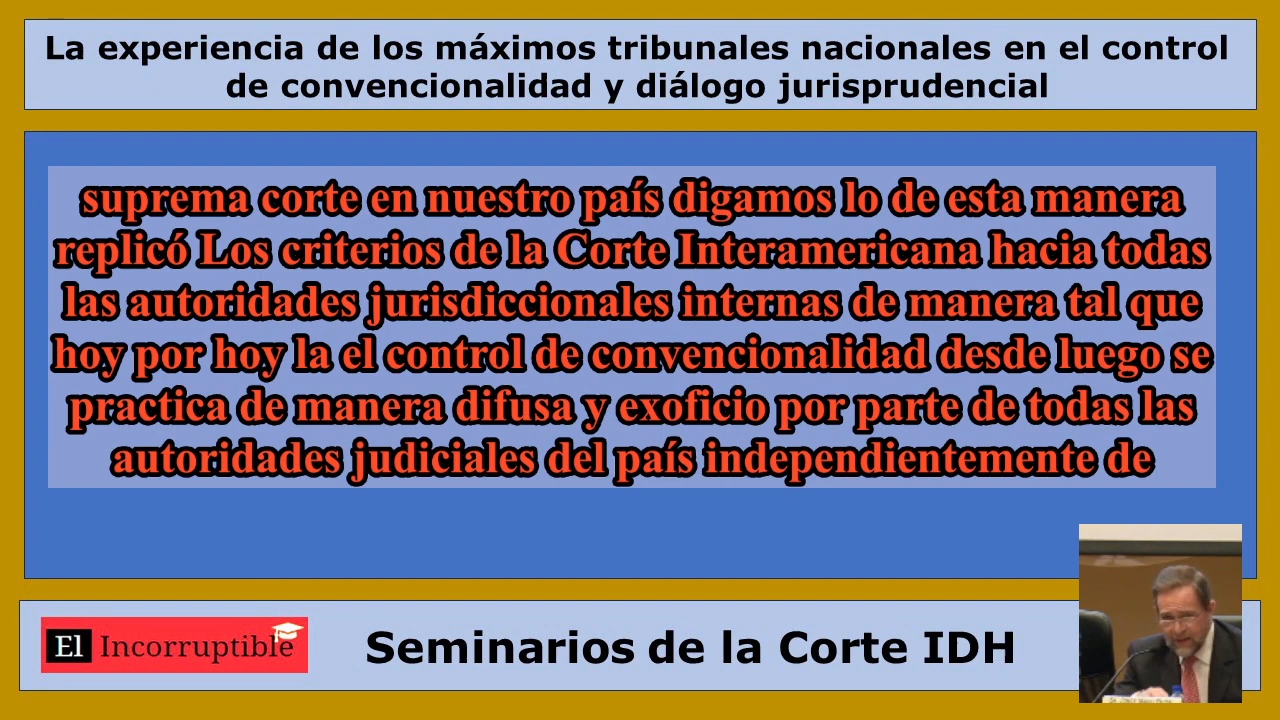 La experiencia de los máximos tribunales nacionales en el control
de convencionalidad y diálogo jurisprudencial
suprema corte en nuestro país digamos lo de esta manera
replicó Los criterios de la Corte Interamericana hacia todas
las autoridades jurisdiccionales internas de manera tal que
hoy por hoy la el control de convencionalidad desde luego se
practica de manera difusa y exoficio por parte de todas las
autoridades judiciales del país independientemente de
El Incorruptible
Seminarios de la Corte IDH